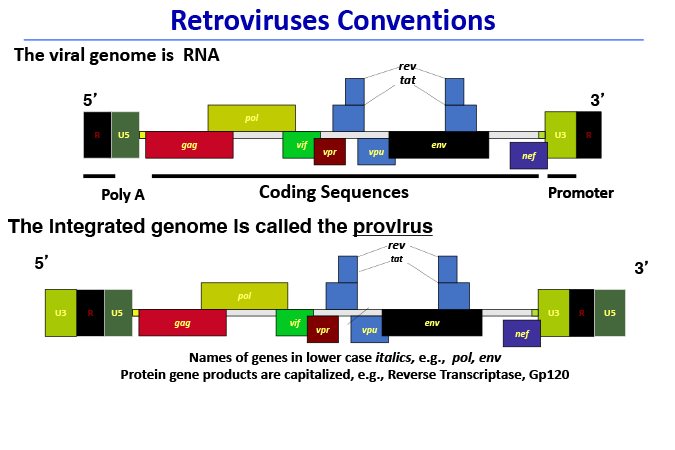 Retroviruses Conventions
The viral genome is RNA
rev
tat
5’
3’
pol
R U5 U3 R
gag vif vpr vpu env nef
Poly A Coding Sequences Promoter
The integrated genome is called the provirus
rev
tat
5’
3’
pol
U3 R U5 U3 R U5
gag vif vpr vpu env nef
Names of genes in lower case italics, e.g., pol, env
Protein gene products are capitalized, e.g., Reverse Transcriptase, Gp120